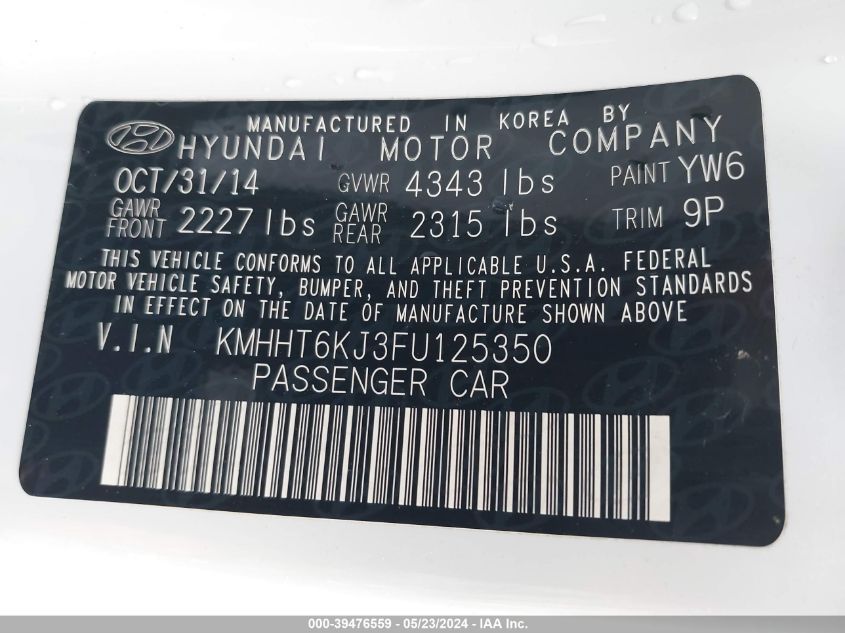 MANUFACTURED IN KOREA BY
HYUNDAI MOTOR COMPANY
OCT/31/14 GVWR 4343 lbs PAINT YW6
GAWR FRONT 2227 lbs GAWR REAR 2315 lbs TRIM 9P
THIS VEHICLE CONFORMS TO ALL APPLICABLE U.S.A. FEDERAL
MOTOR VEHICLE SAFETY, BUMPER, AND THEFT PREVENTION STANDARDS
IN EFFECT ON THE DATE OF MANUFACTURE SHOWN ABOVE
V.I.N KMHHT6KJ3FU125350
PASSENGER CAR
000-39476559 - 05/23/2024 - IAA Inc.